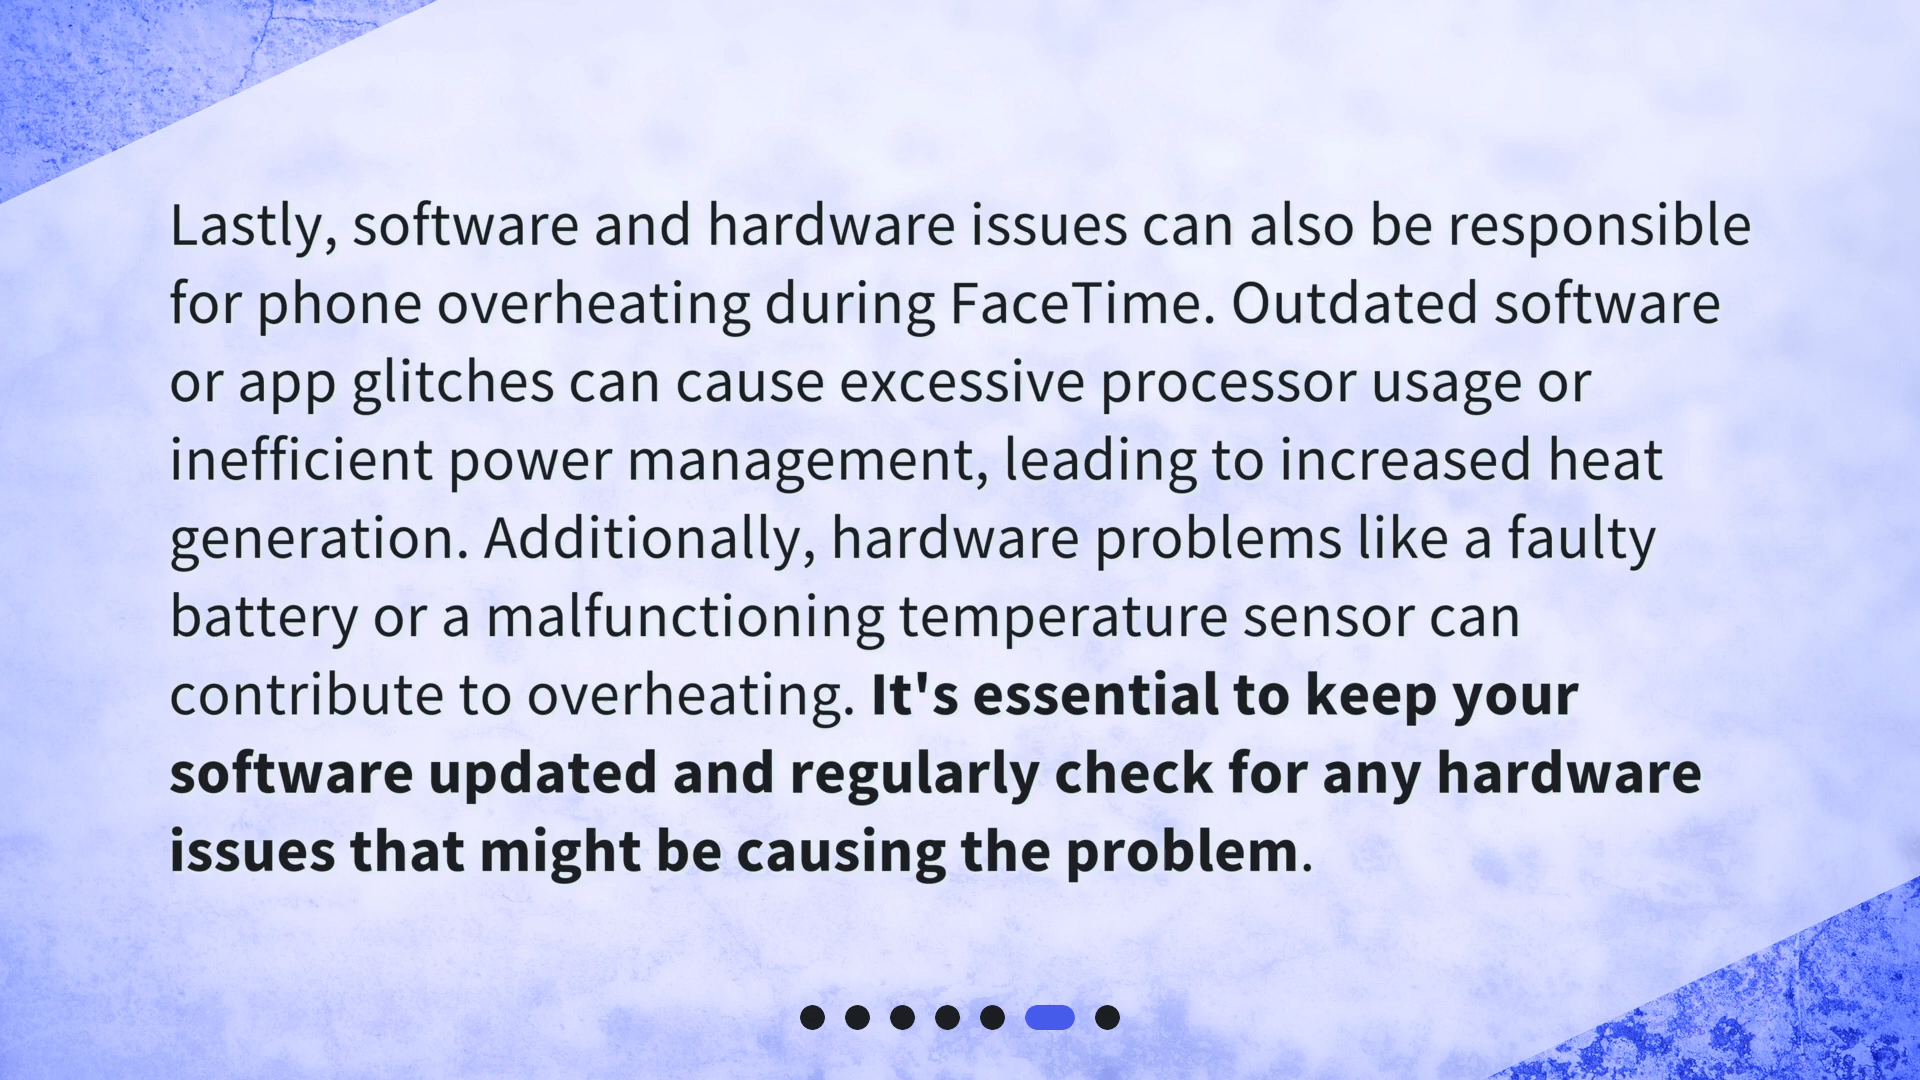 Lastly, software and hardware issues can also be responsible
for phone overheating during FaceTime. Outdated software
or app glitches can cause excessive processor usage or
inefficient power management, leading to increased heat
generation. Additionally, hardware problems like a faulty
battery or a malfunctioning temperature sensor can
contribute to overheating. It's essential to keep your
software updated and regularly check for any hardware
issues that might be causing the problem.